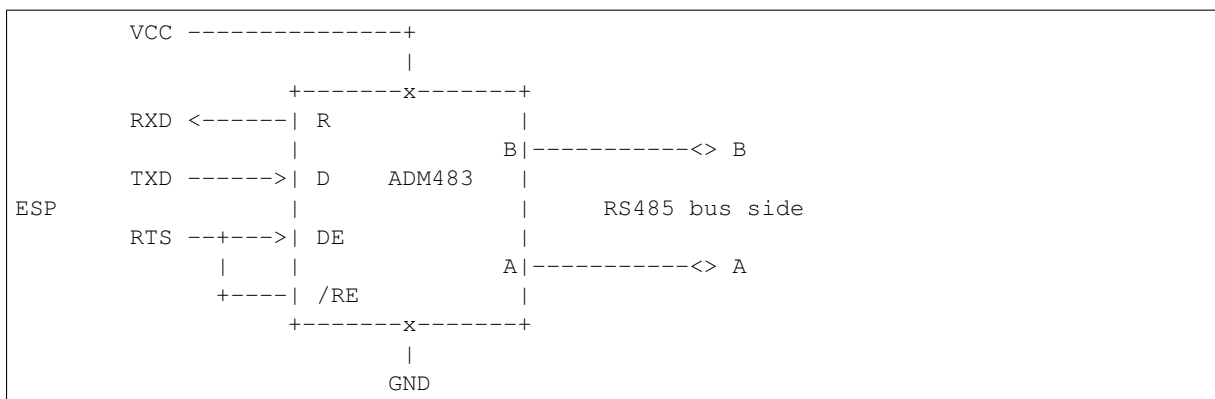 VCC ---------------+
|
+-------x-------+
RXD <------| R |
| B|-----------<> B
TXD ------>| D ADM483 |
ESP | | RS485 bus side
RTS --+--->| DE |
| | A|-----------<> A
+----| /RE |
+-------x-------+
|
GND